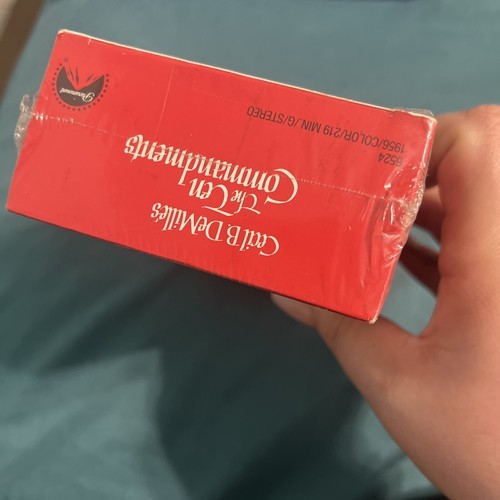 Cecil B. DeMille's
The Ten
Commandments
6524
1956/COLOR/219 MIN./G/STEREO
Paramount